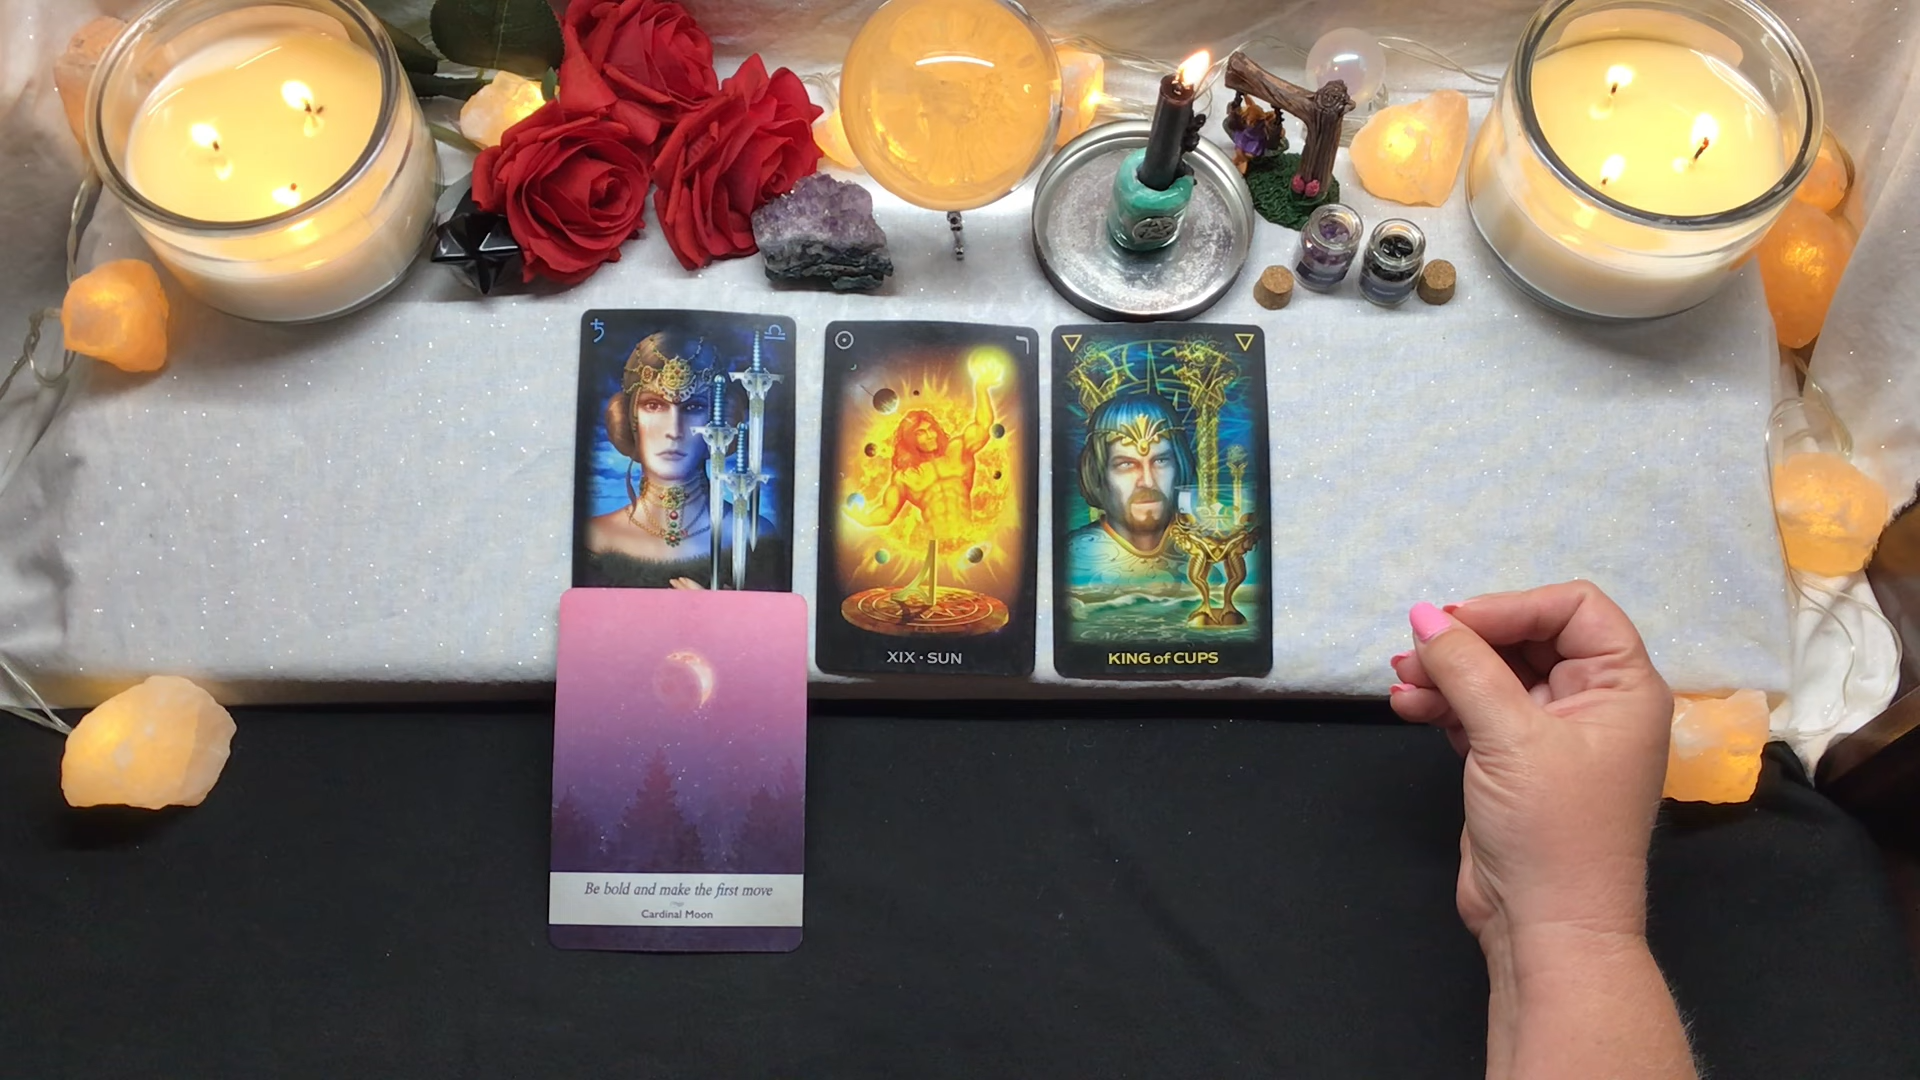 XIX · SUN
KING of CUPS
Be bold and make the first move
Cardinal Moon